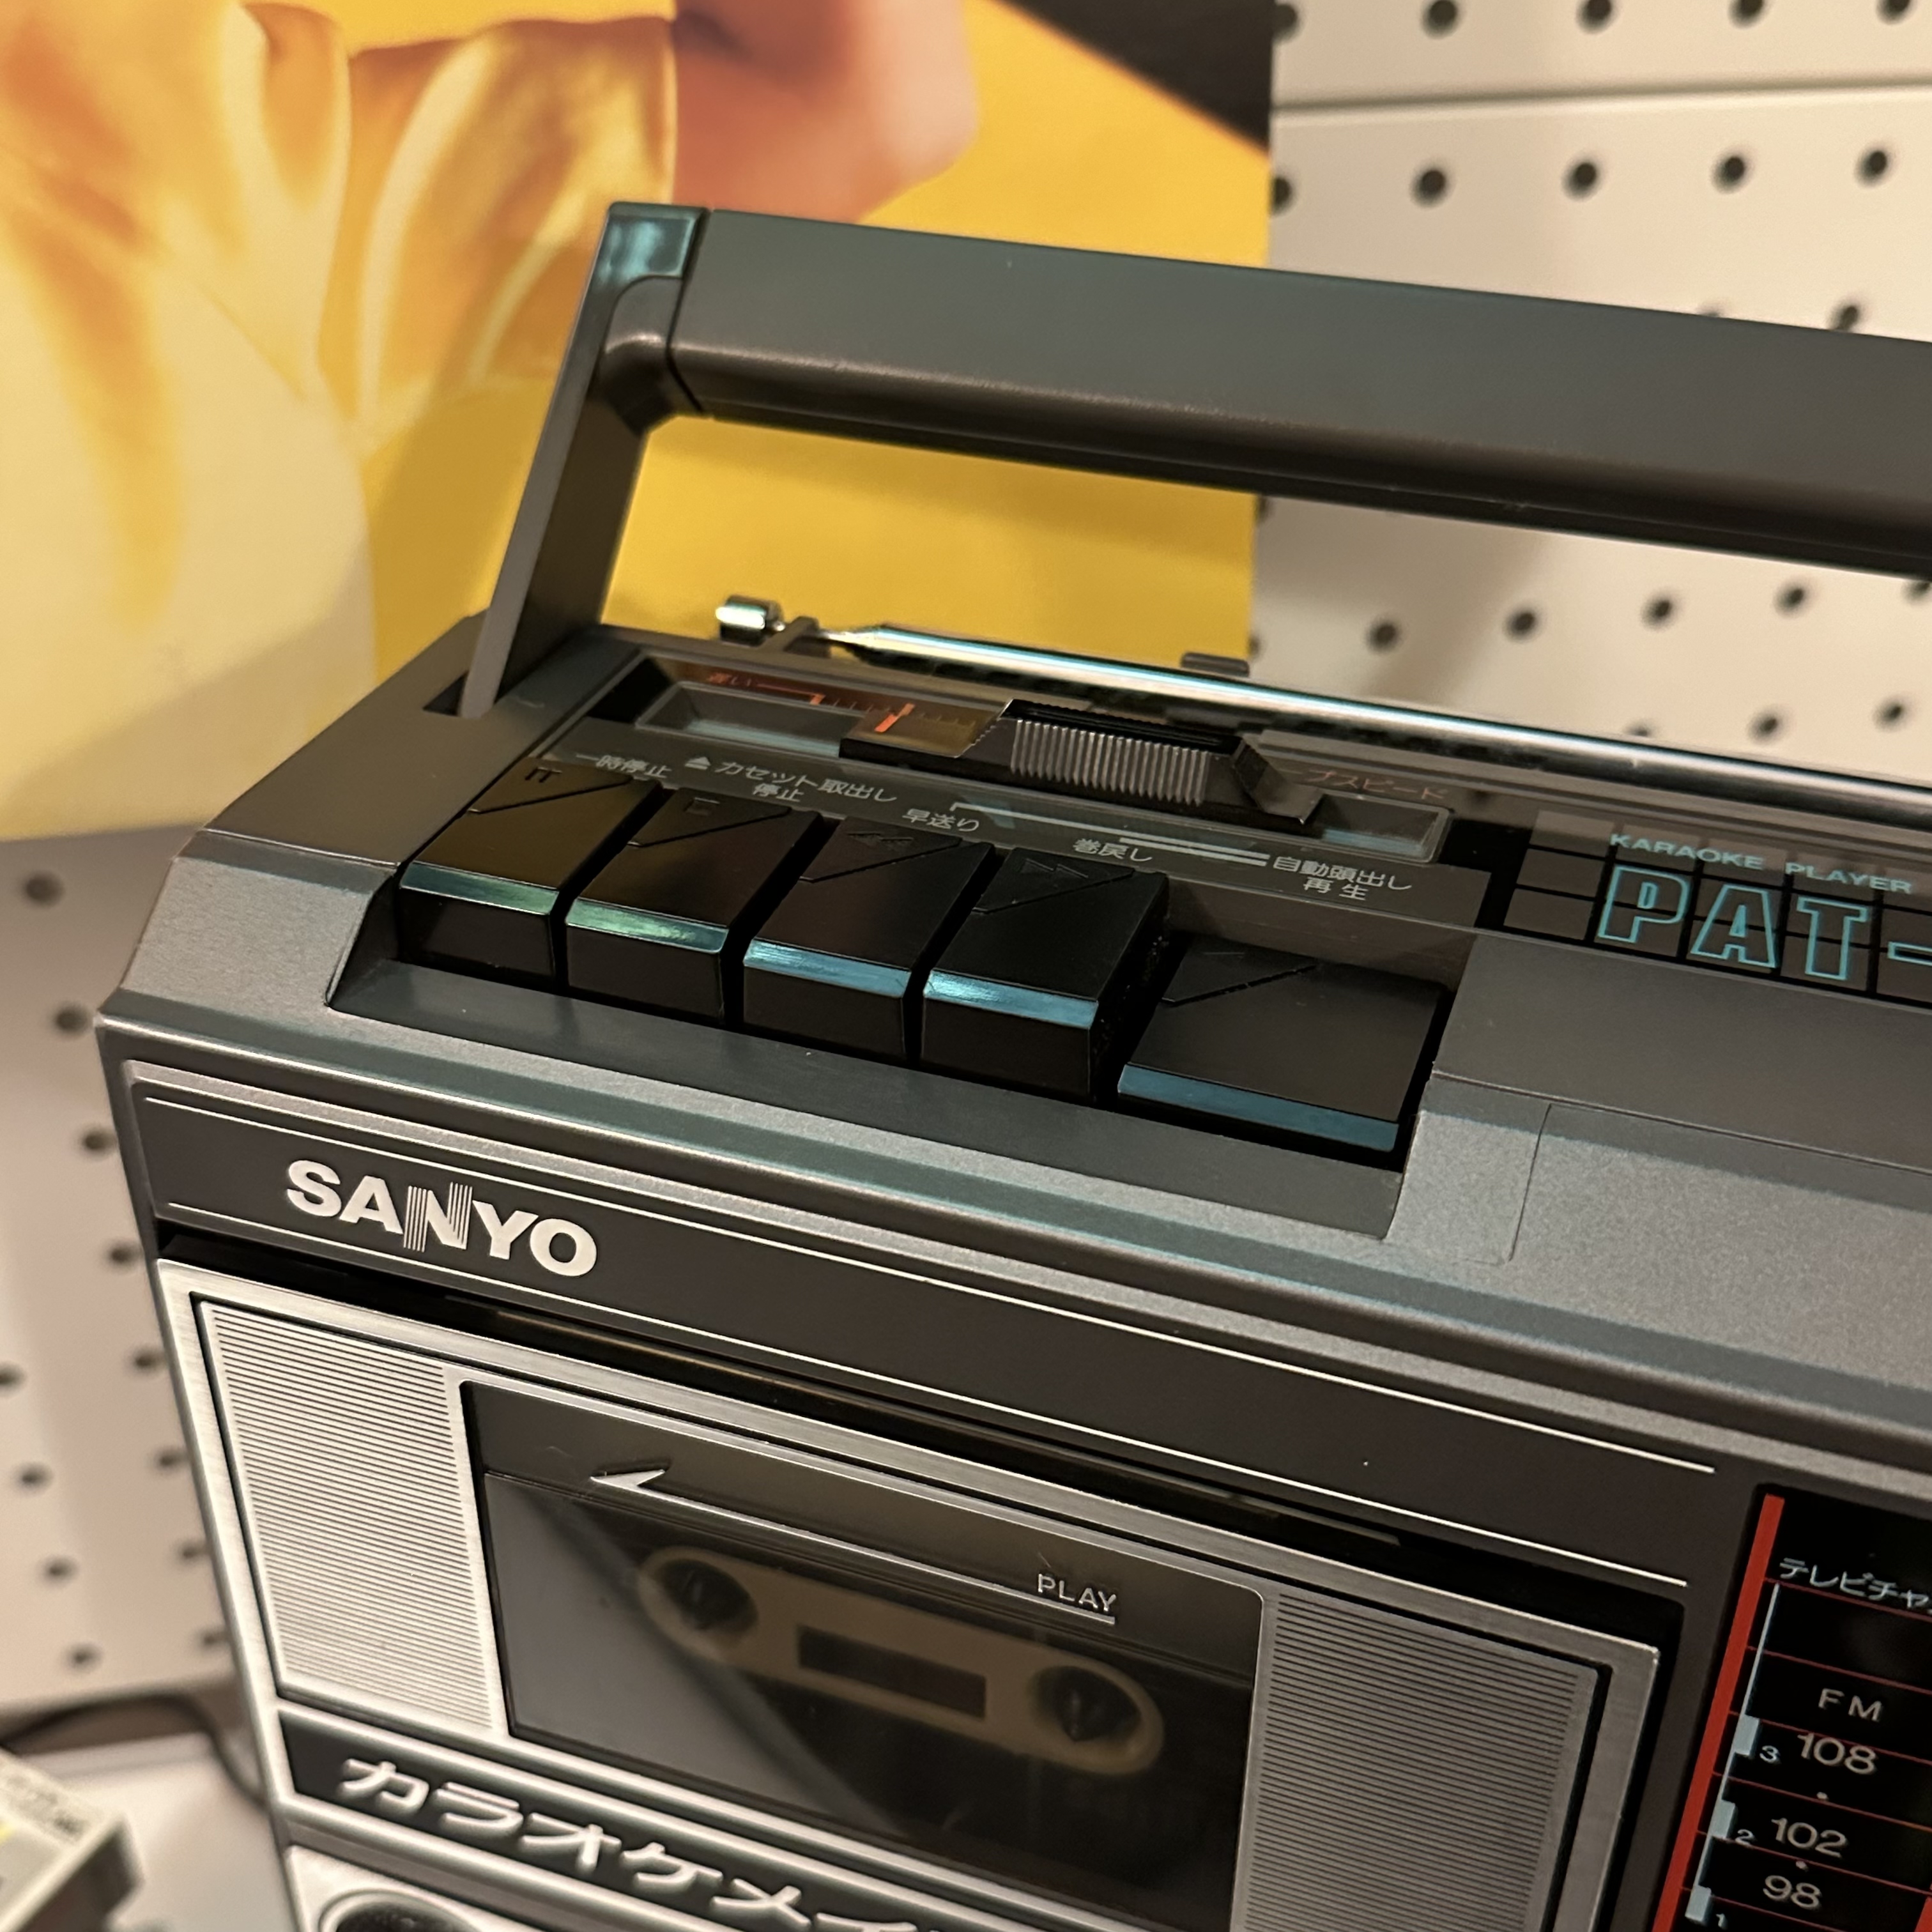 遅い
テープスピード
一時停止
▲カセット取出し
停止
早送り
巻戻し
自動頭出し
再生
KARAOKE PLAYER
PAT-
SANYO
PLAY
テレビチャ
FM
3 108
2 102
98
1
カラオケメイ